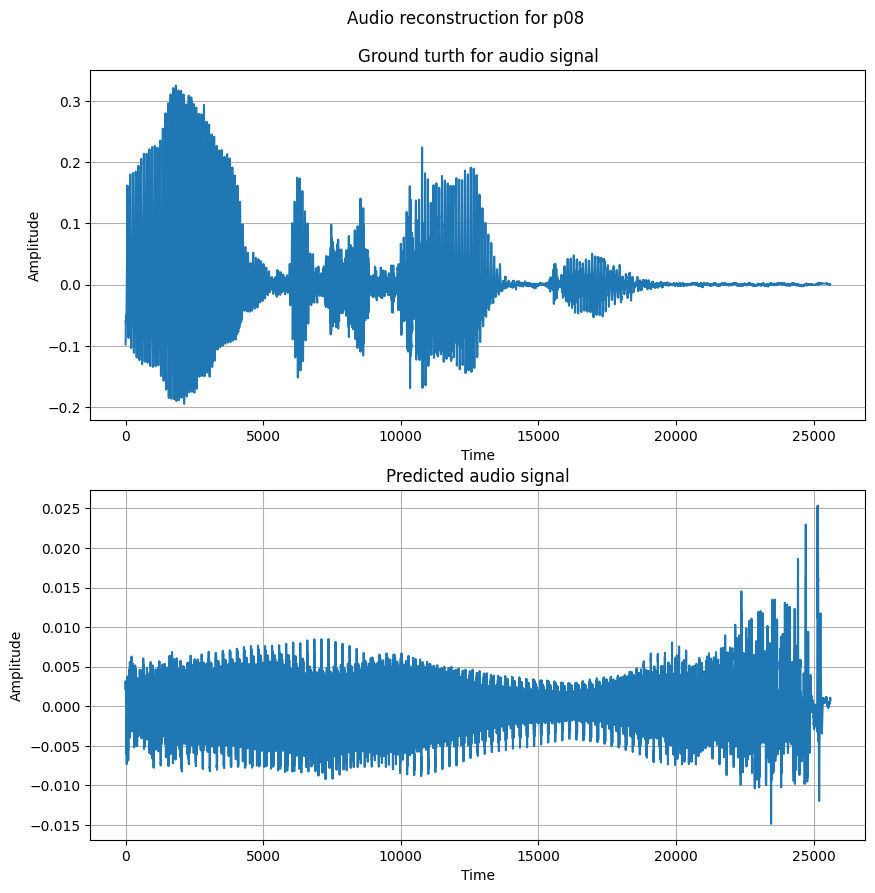 Audio reconstruction for p08
Ground turth for audio signal
0.3
0.2
0.1
0.0
−0.1
−0.2
Amplitude
0 5000 10000 15000 20000 25000
Time
Predicted audio signal
0.025
0.020
0.015
0.010
0.005
0.000
−0.005
−0.010
−0.015
Amplitude
0 5000 10000 15000 20000 25000
Time